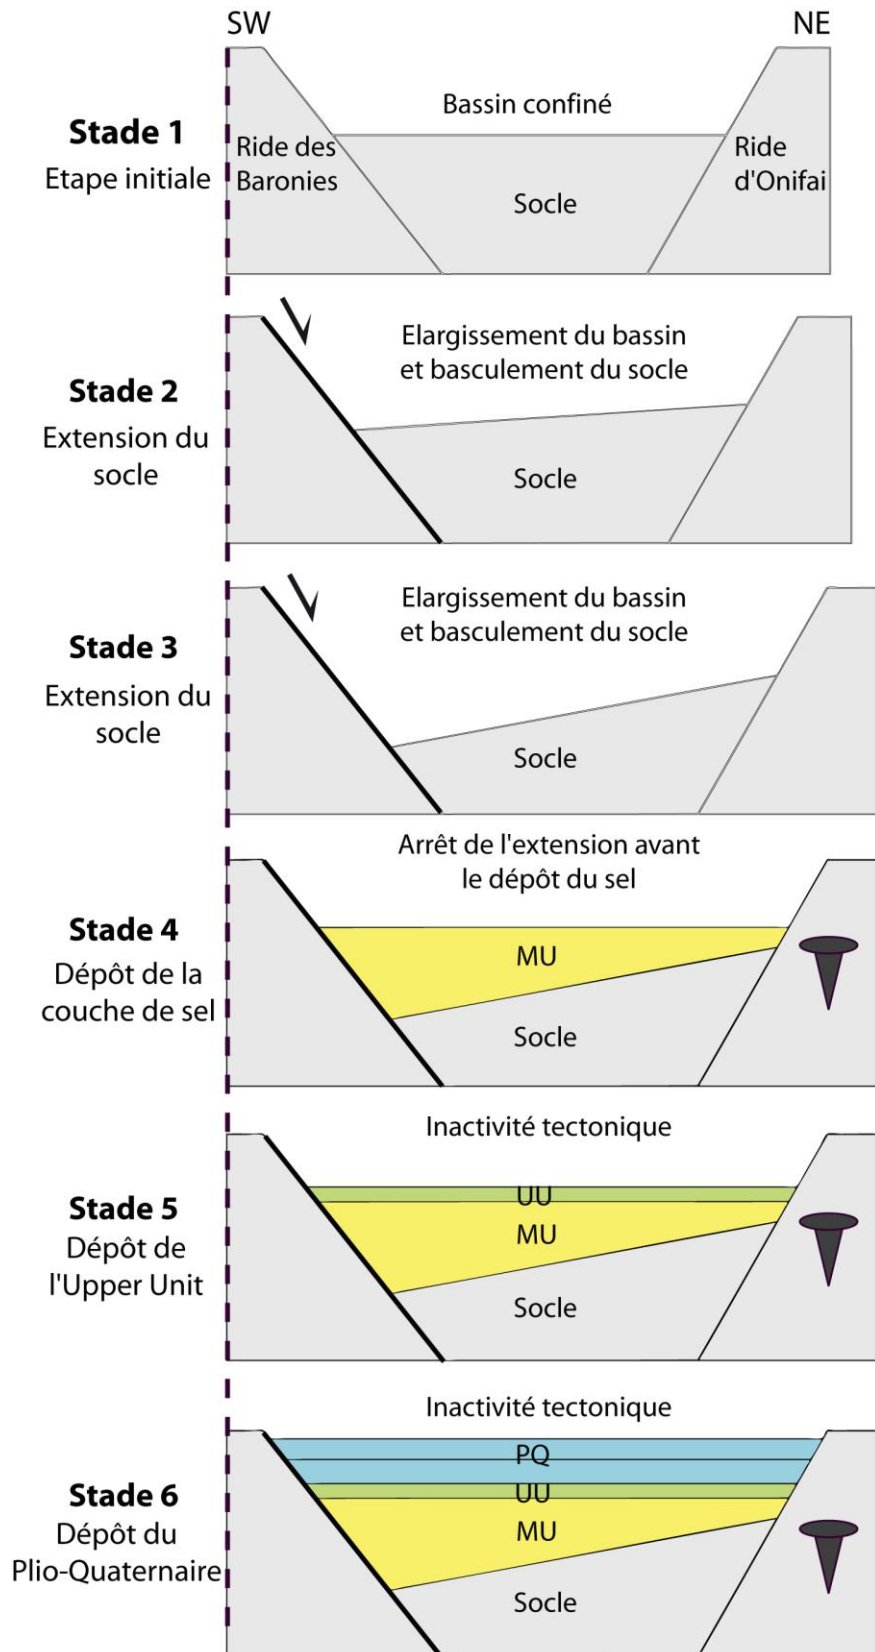 SW
NE
Stade 1
Etape initiale
Bassin confiné
Ride des
Baronies
Socle
Ride
d'Onifai
Stade 2
Extension du
socle
Elargissement du bassin
et basculement du socle
Socle
Stade 3
Extension du
socle
Elargissement du bassin
et basculement du socle
Socle
Stade 4
Dépôt de la
couche de sel
Arrêt de l'extension avant
le dépôt du sel
MU
Socle
Stade 5
Dépôt de
l'Upper Unit
Inactivité tectonique
UU
MU
Socle
Stade 6
Dépôt du
Plio-Quaternaire
Inactivité tectonique
PQ
UU
MU
Socle